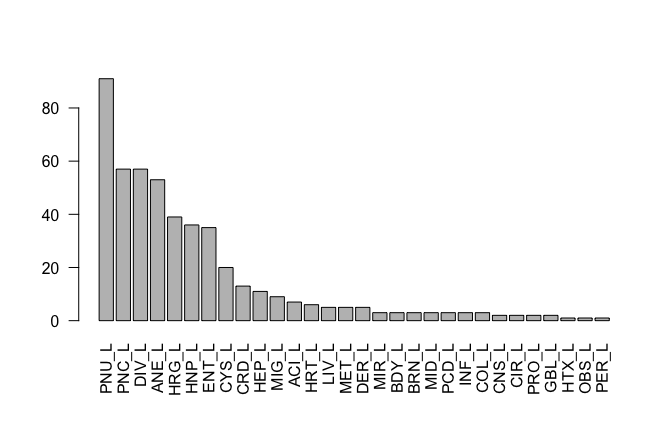 80
60
40
20
0
PNU_L
PNC_L
DIV_L
ANE_L
HRG_L
HNP_L
ENT_L
CYS_L
CRD_L
HEP_L
MIG_L
ACI_L
HRT_L
LIV_L
MET_L
DER_L
MIR_L
BDY_L
BRN_L
MID_L
PCD_L
INF_L
COL_L
CNS_L
CIR_L
PRO_L
GBL_L
HTX_L
OBS_L
PER_L